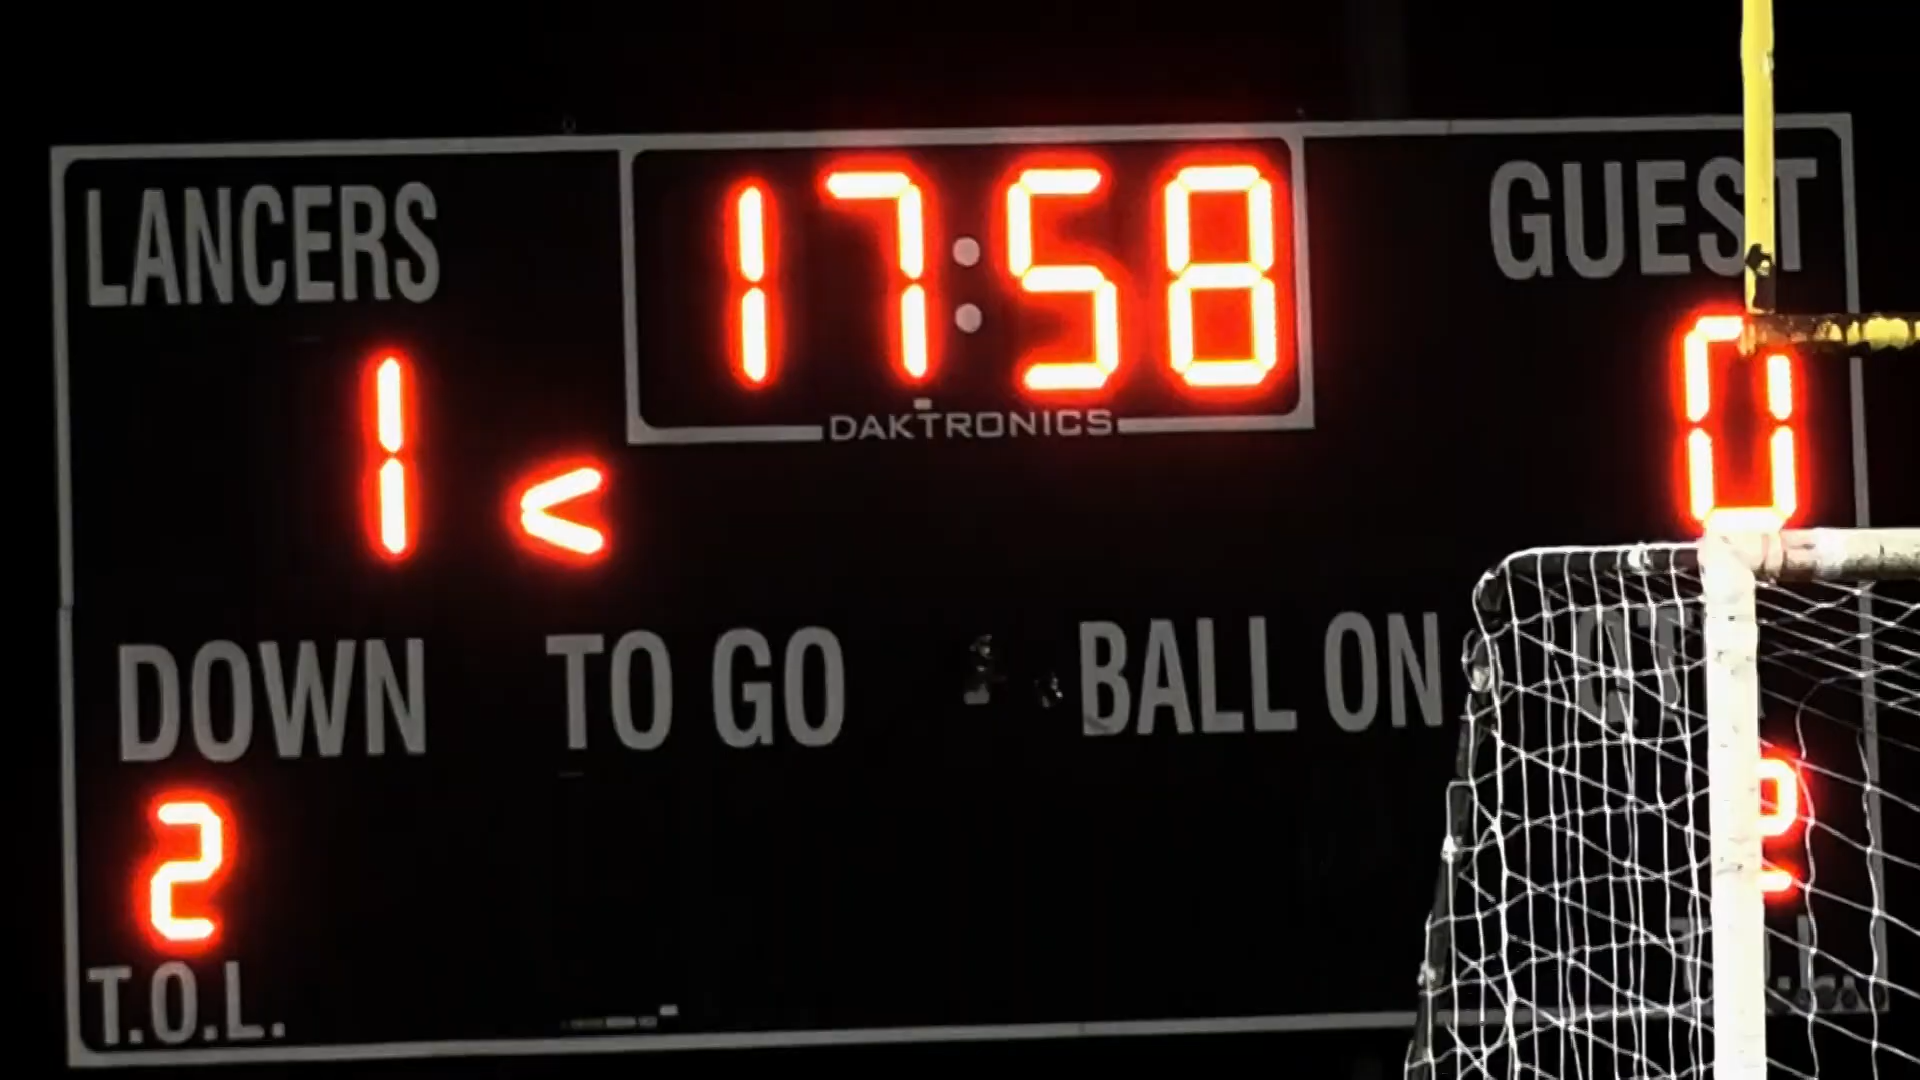 LANCERS 17:58 GUEST
DAKTRONICS
1 < 0
DOWN TO GO BALL ON
2
T.O.L.